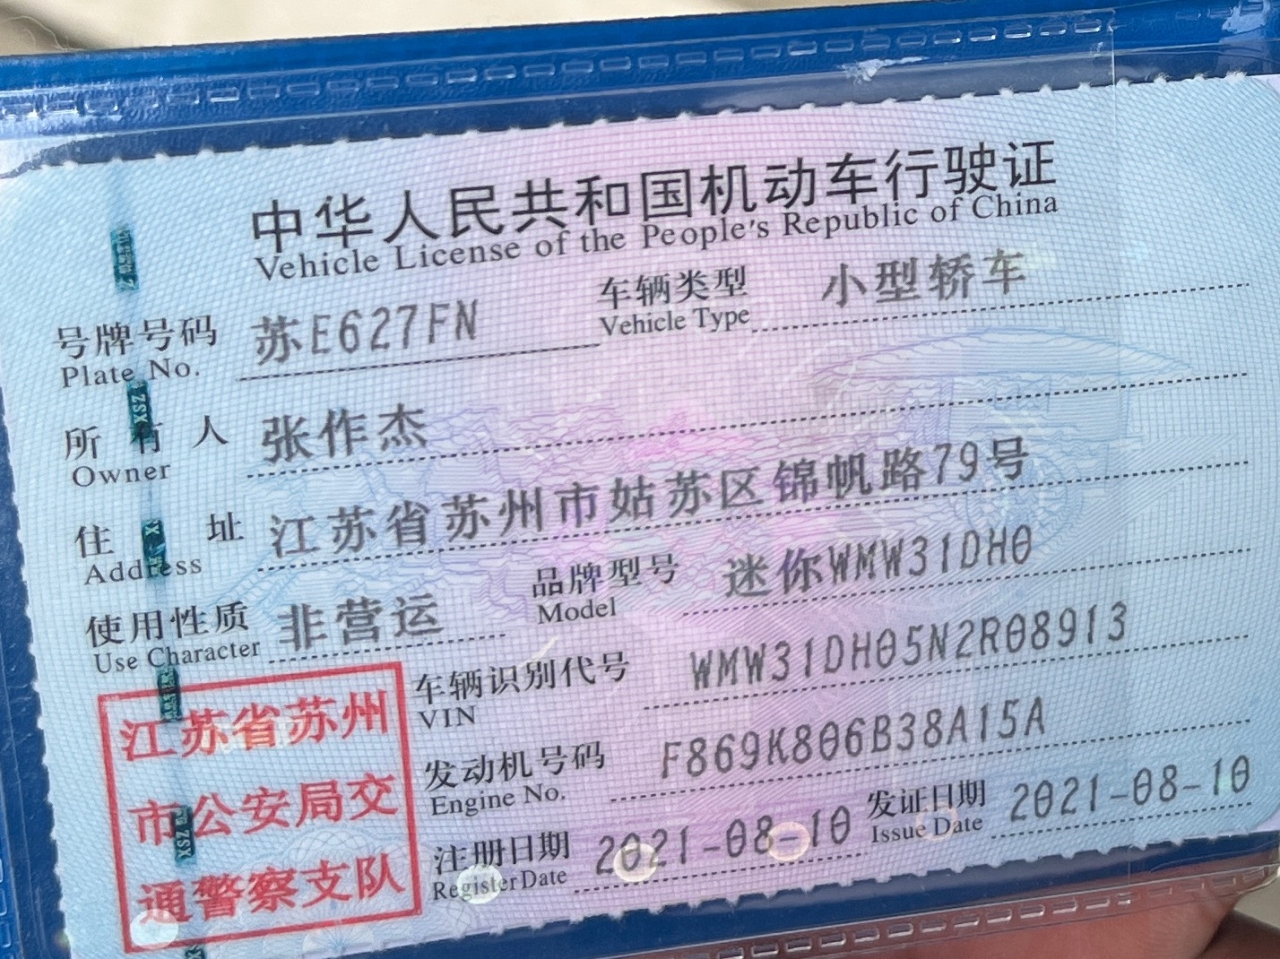 中华人民共和国机动车行驶证
Vehicle License of the People's Republic of China
号牌号码 苏E627FN 车辆类型 小型轿车
Plate No. Vehicle Type
所有人 张作杰
Owner
住址 江苏省苏州市姑苏区锦帆路79号
Address
使用性质 非营运 品牌型号 迷你WMW31DH0
Use Character Model
车辆识别代号 WMW31DH05N2R08913
VIN
发动机号码 F869K806B38A15A
Engine No.
注册日期 2021-08-10 发证日期 2021-08-10
Register Date Issue Date
江苏省苏州
市公安局交
通警察支队